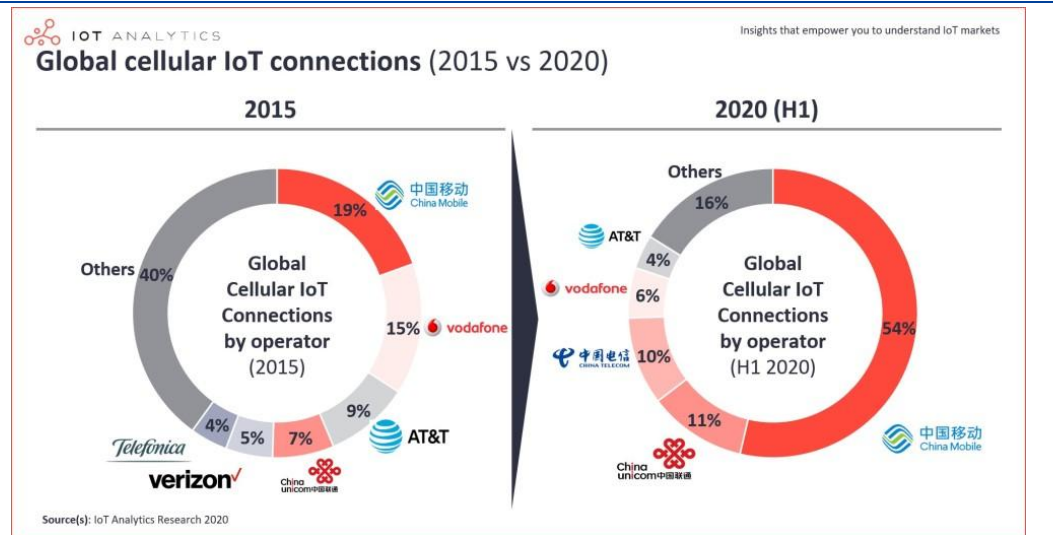 IOT ANALYTICS
Insights that empower you to understand IoT markets
Global cellular IoT connections (2015 vs 2020)
2015
19%
中国移动
China Mobile
15%
vodafone
9%
AT&T
7%
China
unicom中国联通
5%
verizon✓
4%
Telefónica
Others 40%
Global
Cellular IoT
Connections
by operator
(2015)
2020 (H1)
54%
中国移动
China Mobile
11%
China
unicom中国联通
10%
中国电信
CHINA TELECOM
6%
vodafone
4%
AT&T
Others
16%
Global
Cellular IoT
Connections
by operator
(H1 2020)
Source(s): IoT Analytics Research 2020